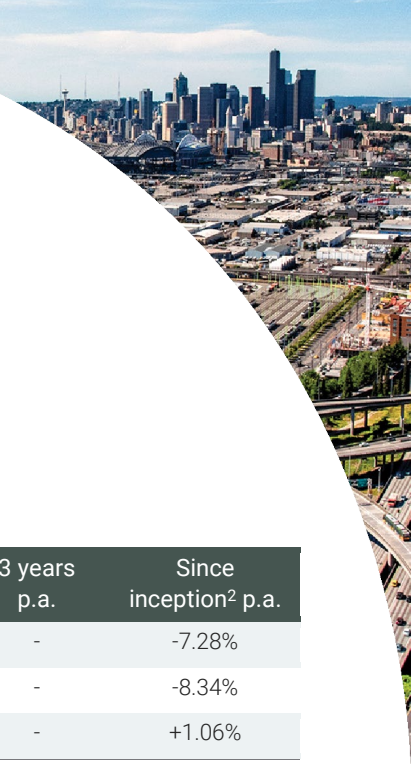 3 years Since
p.a. inception2 p.a.
- -7.28%
- -8.34%
- +1.06%